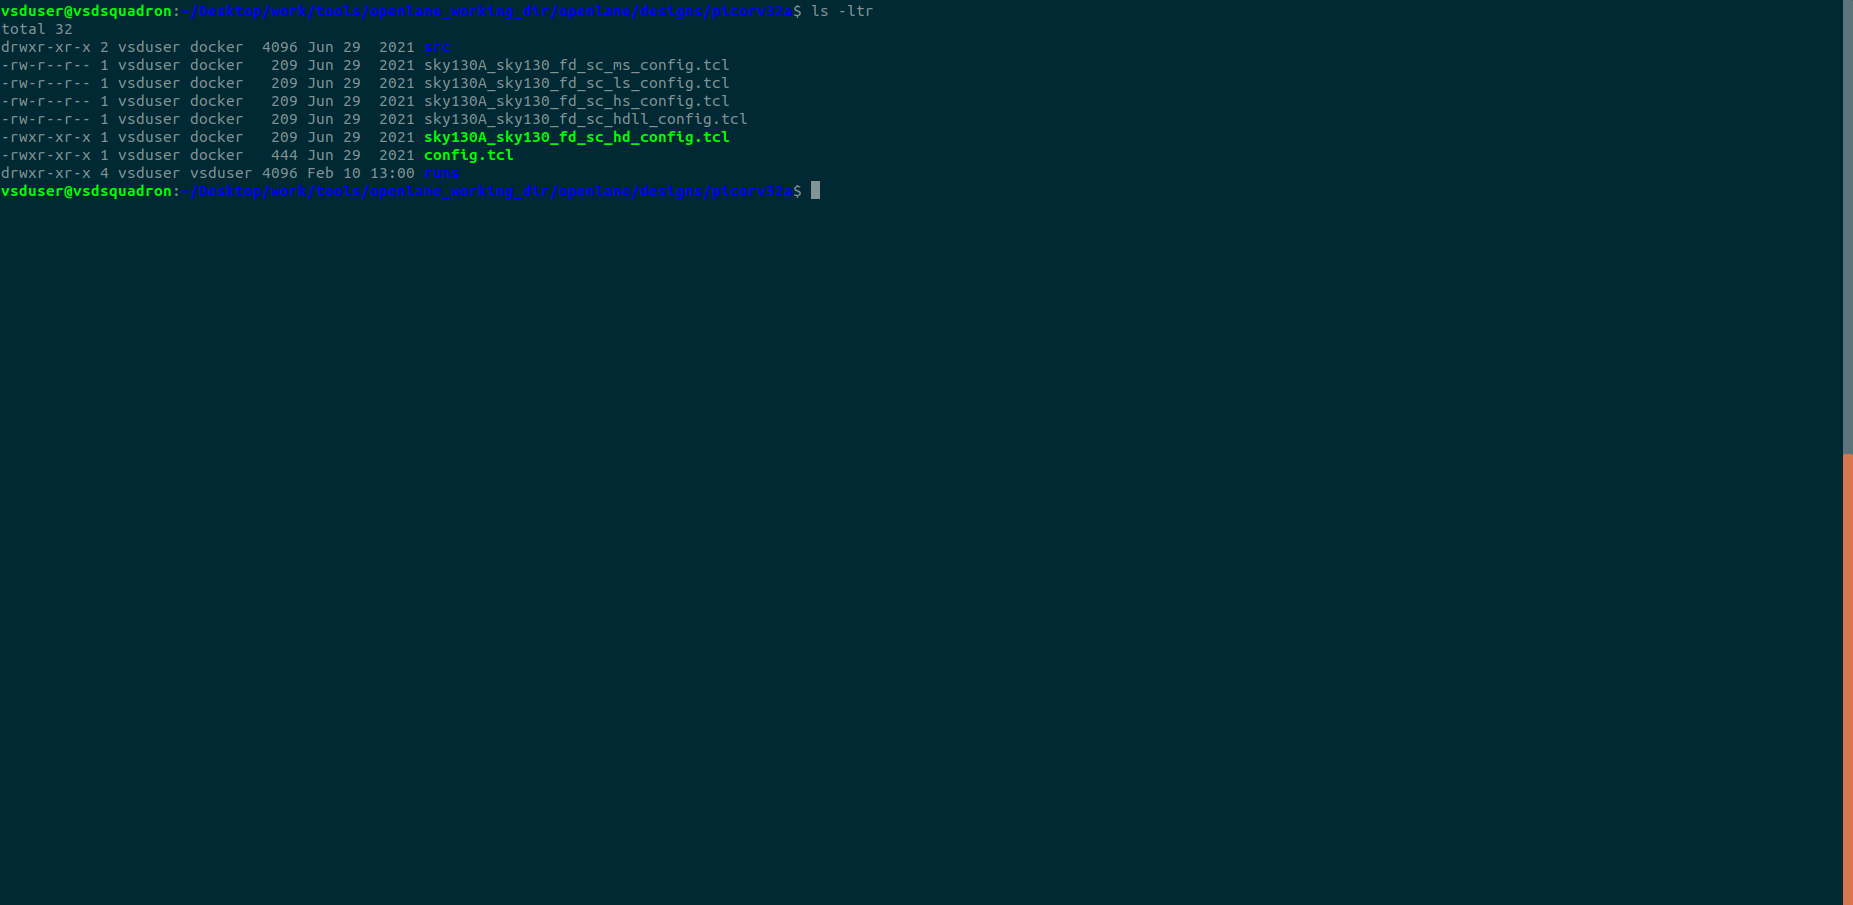 vsduser@vsdsquadron:~/Desktop/work/tools/openlane_working_dir/openlane/designs/picorv32a$ ls -ltr
total 32
drwxr-xr-x 2 vsduser docker  4096 Jun 29  2021 src
-rw-r--r-- 1 vsduser docker   209 Jun 29  2021 sky130A_sky130_fd_sc_ms_config.tcl
-rw-r--r-- 1 vsduser docker   209 Jun 29  2021 sky130A_sky130_fd_sc_ls_config.tcl
-rw-r--r-- 1 vsduser docker   209 Jun 29  2021 sky130A_sky130_fd_sc_hs_config.tcl
-rw-r--r-- 1 vsduser docker   209 Jun 29  2021 sky130A_sky130_fd_sc_hdll_config.tcl
-rwxr-xr-x 1 vsduser docker   209 Jun 29  2021 sky130A_sky130_fd_sc_hd_config.tcl
-rwxr-xr-x 1 vsduser docker   444 Jun 29  2021 config.tcl
drwxr-xr-x 4 vsduser vsduser 4096 Feb 10 13:00 runs
vsduser@vsdsquadron:~/Desktop/work/tools/openlane_working_dir/openlane/designs/picorv32a$